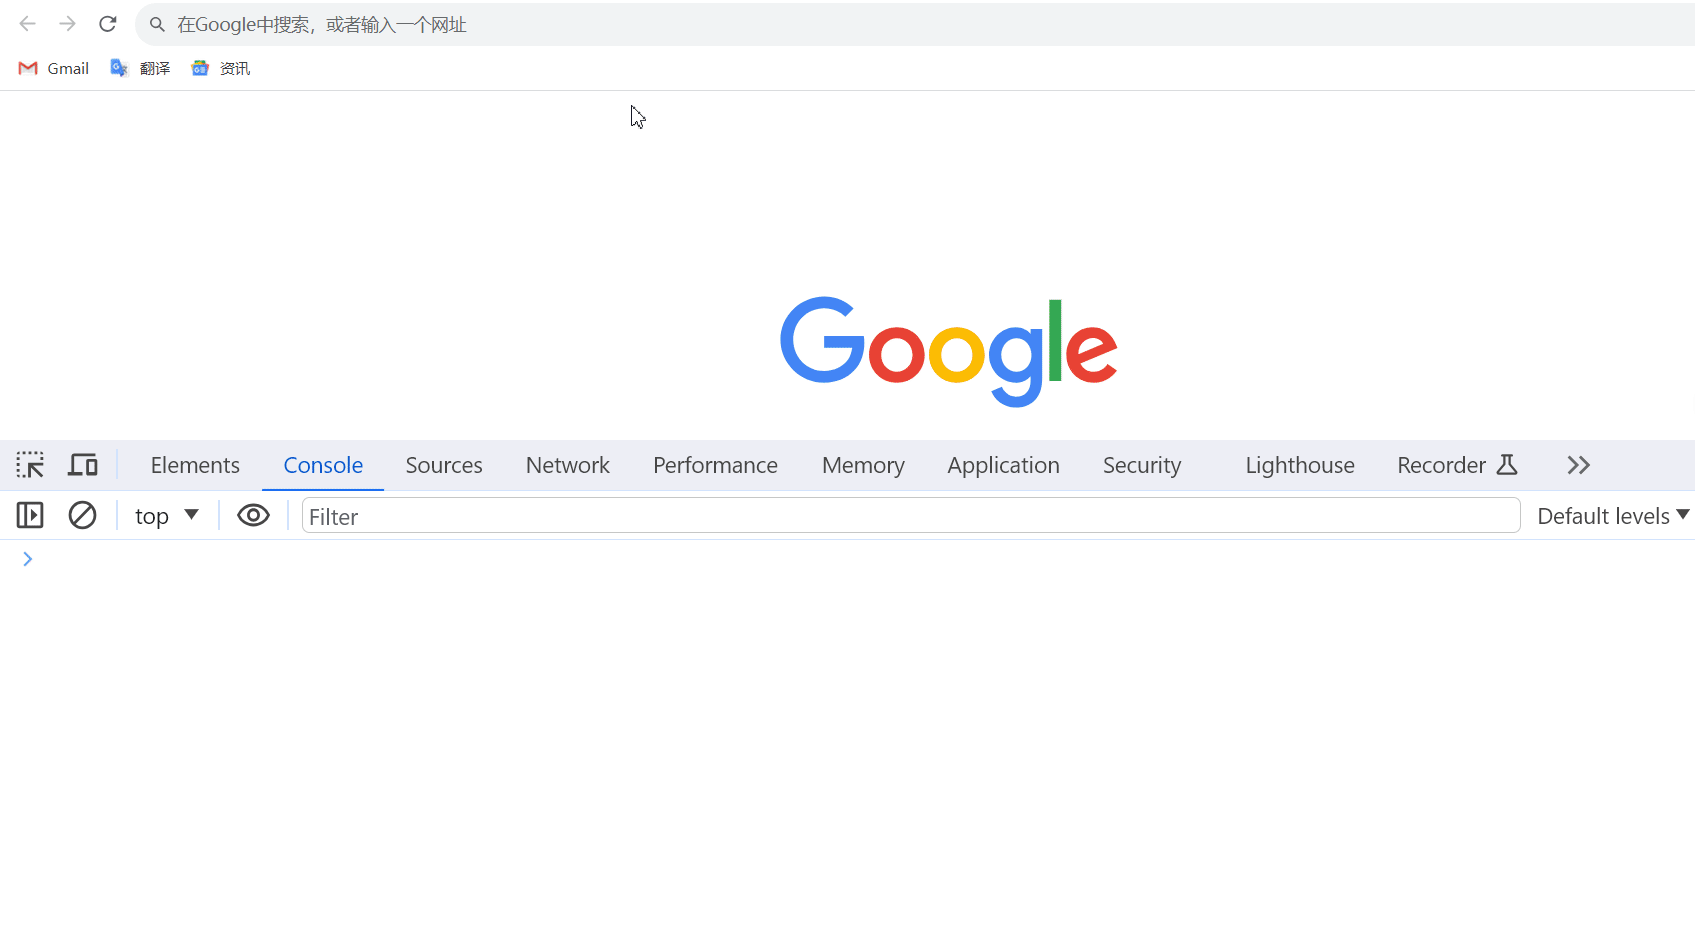 在Google中搜索，或者输入一个网址
Gmail 翻译 资讯
Google
Elements Console Sources Network Performance Memory Application Security Lighthouse Recorder
top Filter Default levels